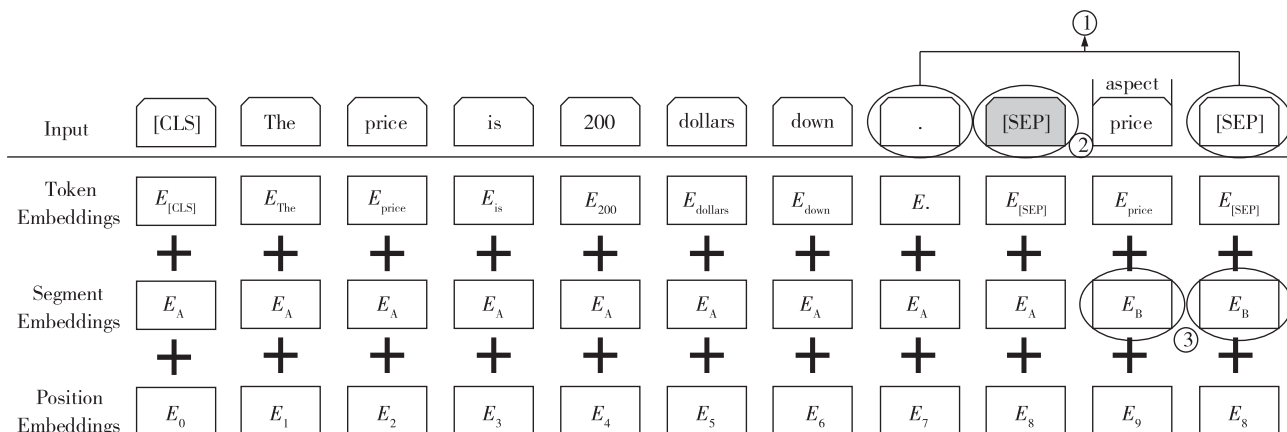 ①
aspect
Input [CLS] The price is 200 dollars down . [SEP] price [SEP]
②
Token Embeddings E[CLS] EThe Eprice Eis E200 Edollars Edown E. E[SEP] Eprice E[SEP]
+ + + + + + + + + + +
Segment Embeddings EA EA EA EA EA EA EA EA EA EB EB
③
+ + + + + + + + + + +
Position Embeddings E0 E1 E2 E3 E4 E5 E6 E7 E8 E9 E8